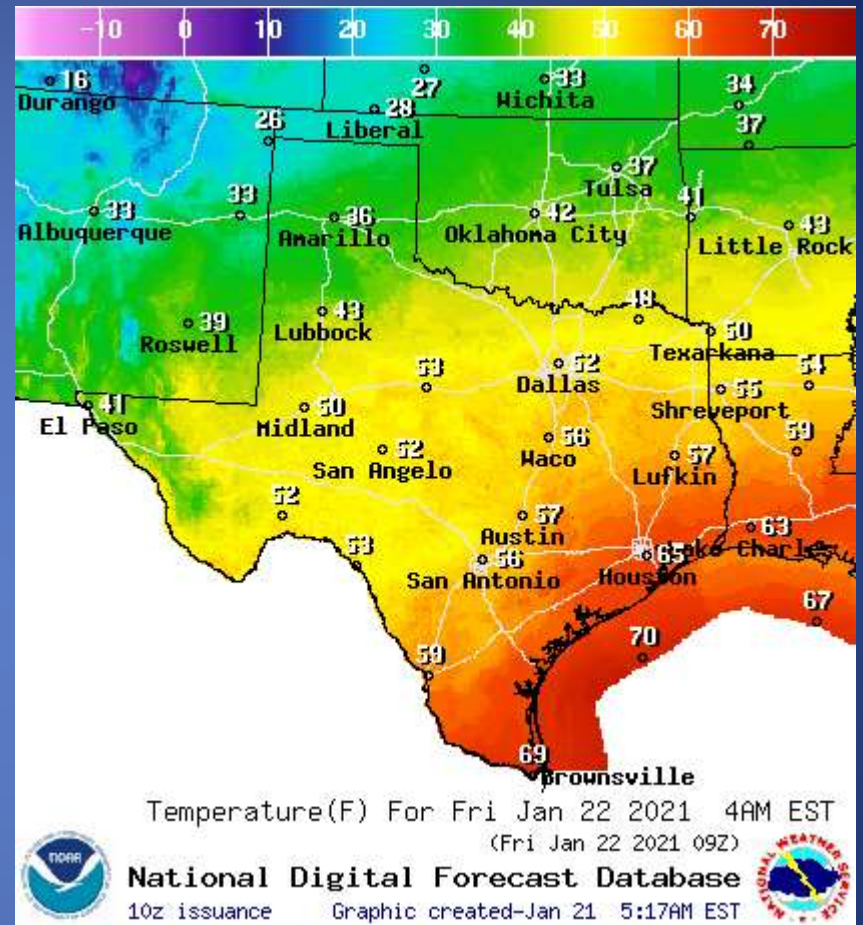 -10 0 10 20 30 40 50 60 70
16
Durango
27
33
Wichita
28
Liberal
34
37
26
37
Tulsa
33
Albuquerque
33
36
Amarillo
42
Oklahoma City
41
43
Little Rock
39
Roswell
43
Lubbock
48
50
Texarkana
41
El Paso
50
Midland
53
52
Dallas
55
Shreveport
54
52
San Angelo
56
Waco
57
Lufkin
59
52
53
57
Austin
56
San Antonio
65
Houston
63
Lake Charles
59
70
67
69
Brownsville
Temperature(F) For Fri Jan 22 2021 4AM EST
(Fri Jan 22 2021 09Z)
NOAA
National Digital Forecast Database
10z issuance Graphic created-Jan 21 5:17AM EST
NATIONAL WEATHER SERVICE